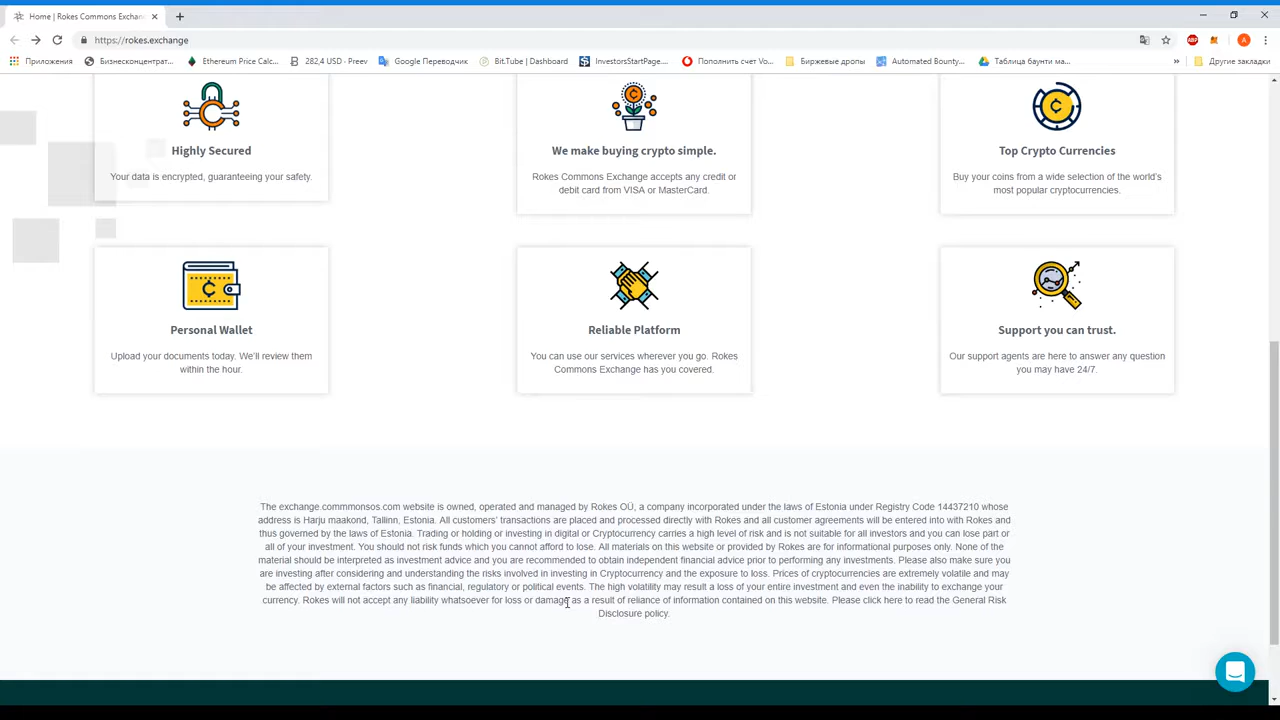 Home | Rokes Commons Exchan
https://rokes.exchange
Приложения
Бизнесконцентрат...
Ethereum Price Calc...
282,4 USD - Preev
Google Переводчик
Bit.Tube | Dashboard
InvestorsStartPage....
Пополнить счет Vo...
Биржевые дропы
Automated Bounty...
Таблица баунти ма...
»
Другие закладки
ABP
A
Highly Secured
Your data is encrypted, guaranteeing your safety.
We make buying crypto simple.
Rokes Commons Exchange accepts any credit or
debit card from VISA or MasterCard.
Top Crypto Currencies
Buy your coins from a wide selection of the world's
most popular cryptocurrencies.
Personal Wallet
Upload your documents today. We'll review them
within the hour.
Reliable Platform
You can use our services wherever you go. Rokes
Commons Exchange has you covered.
Support you can trust.
Our support agents are here to answer any question
you may have 24/7.
The exchange.commmonsos.com website is owned, operated and managed by Rokes OÜ, a company incorporated under the laws of Estonia under Registry Code 14437210 whose
address is Harju maakond, Tallinn, Estonia. All customers' transactions are placed and processed directly with Rokes and all customer agreements will be entered into with Rokes and
thus governed by the laws of Estonia. Trading or holding or investing in digital or Cryptocurrency carries a high level of risk and is not suitable for all investors and you can lose part or
all of your investment. You should not risk funds which you cannot afford to lose. All materials on this website or provided by Rokes are for informational purposes only. None of the
material should be interpreted as investment advice and you are recommended to obtain independent financial advice prior to performing any investments. Please also make sure you
are investing after considering and understanding the risks involved in investing in Cryptocurrency and the exposure to loss. Prices of cryptocurrencies are extremely volatile and may
be affected by external factors such as financial, regulatory or political events. The high volatility may result a loss of your entire investment and even the inability to exchange your
currency. Rokes will not accept any liability whatsoever for loss or damage as a result of reliance of information contained on this website. Please click here to read the General Risk
Disclosure policy.